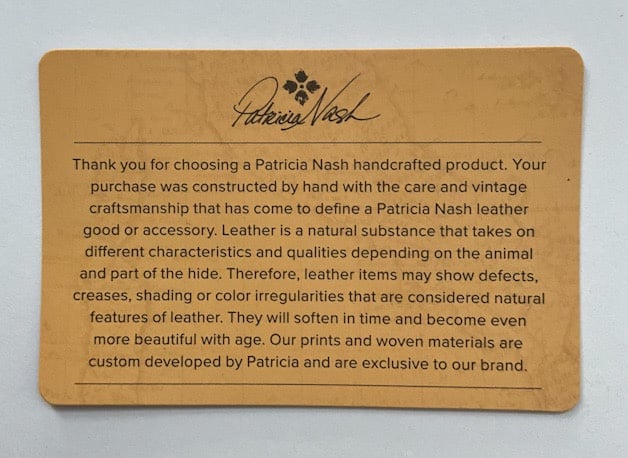 Patricia Nash
Thank you for choosing a Patricia Nash handcrafted product. Your
purchase was constructed by hand with the care and vintage
craftsmanship that has come to define a Patricia Nash leather
good or accessory. Leather is a natural substance that takes on
different characteristics and qualities depending on the animal
and part of the hide. Therefore, leather items may show defects,
creases, shading or color irregularities that are considered natural
features of leather. They will soften in time and become even
more beautiful with age. Our prints and woven materials are
custom developed by Patricia and are exclusive to our brand.